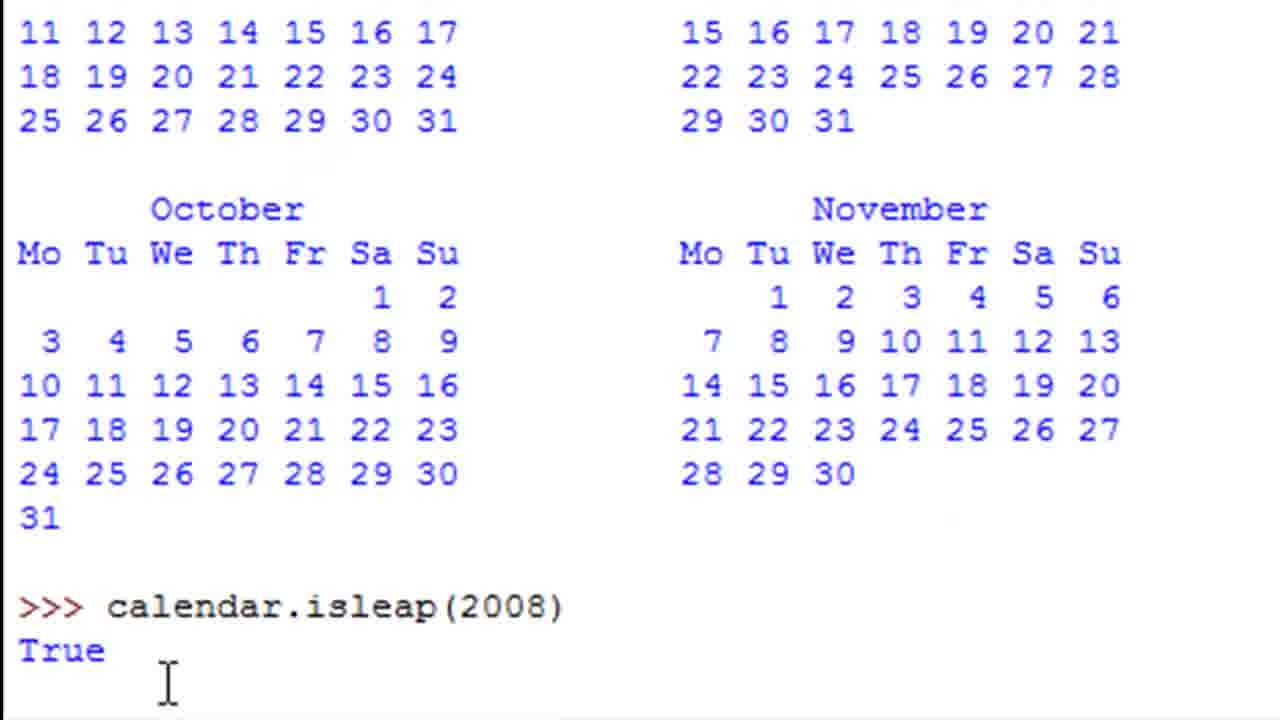 11 12 13 14 15 16 17 15 16 17 18 19 20 21
18 19 20 21 22 23 24 22 23 24 25 26 27 28
25 26 27 28 29 30 31 29 30 31
October November
Mo Tu We Th Fr Sa Su Mo Tu We Th Fr Sa Su
1 2 1 2 3 4 5 6
3 4 5 6 7 8 9 7 8 9 10 11 12 13
10 11 12 13 14 15 16 14 15 16 17 18 19 20
17 18 19 20 21 22 23 21 22 23 24 25 26 27
24 25 26 27 28 29 30 28 29 30
31
>>> calendar.isleap(2008)
True